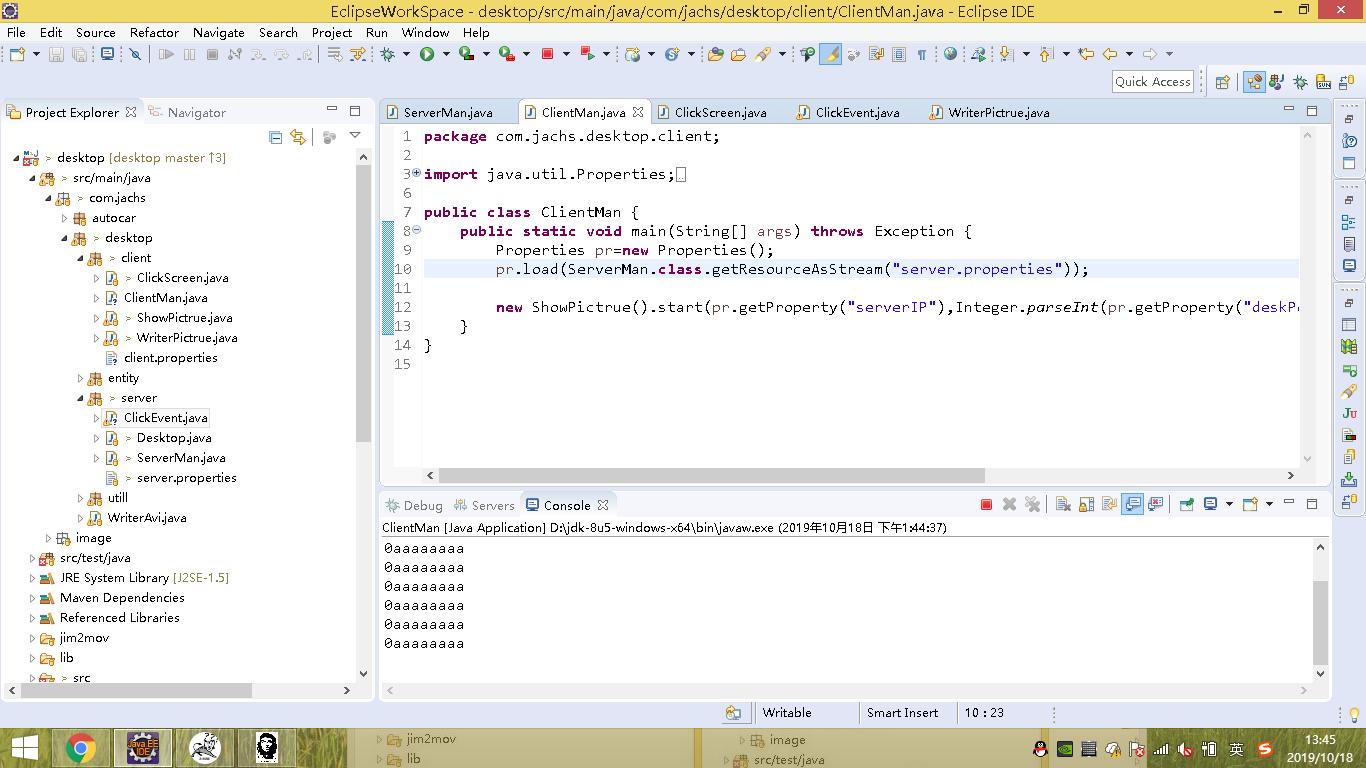 EclipseWorkSpace - desktop/src/main/java/com/jachs/desktop/client/ClientMan.java - Eclipse IDE
File Edit Source Refactor Navigate Search Project Run Window Help
Quick Access
Project Explorer Navigator
> desktop [desktop master ↑3]
> src/main/java
> com.jachs
autocar
> desktop
> client
> ClickScreen.java
> ClientMan.java
> ShowPictrue.java
> WriterPictrue.java
client.properties
entity
> server
ClickEvent.java
> Desktop.java
> ServerMan.java
> server.properties
utill
WriterAvi.java
image
src/test/java
JRE System Library [J2SE-1.5]
Maven Dependencies
Referenced Libraries
jim2mov
lib
> src
ServerMan.java ClientMan.java ClickScreen.java ClickEvent.java WriterPictrue.java
1 package com.jachs.desktop.client;
2
3 import java.util.Properties;
6
7 public class ClientMan {
8 public static void main(String[] args) throws Exception {
9 Properties pr=new Properties();
10 pr.load(ServerMan.class.getResourceAsStream("server.properties"));
11
12 new ShowPictrue().start(pr.getProperty("serverIP"),Integer.parseInt(pr.getProperty("deskP
13 }
14 }
15
Debug Servers Console
ClientMan [Java Application] D:\jdk-8u5-windows-x64\bin\javaw.exe (2019年10月18日 下午1:44:37)
0aaaaaaaa
0aaaaaaaa
0aaaaaaaa
0aaaaaaaa
0aaaaaaaa
0aaaaaaaa
Writable Smart Insert 10 : 23
Java EE
IDE
jim2mov
lib
image
src/test/java
英
13:45
2019/10/18